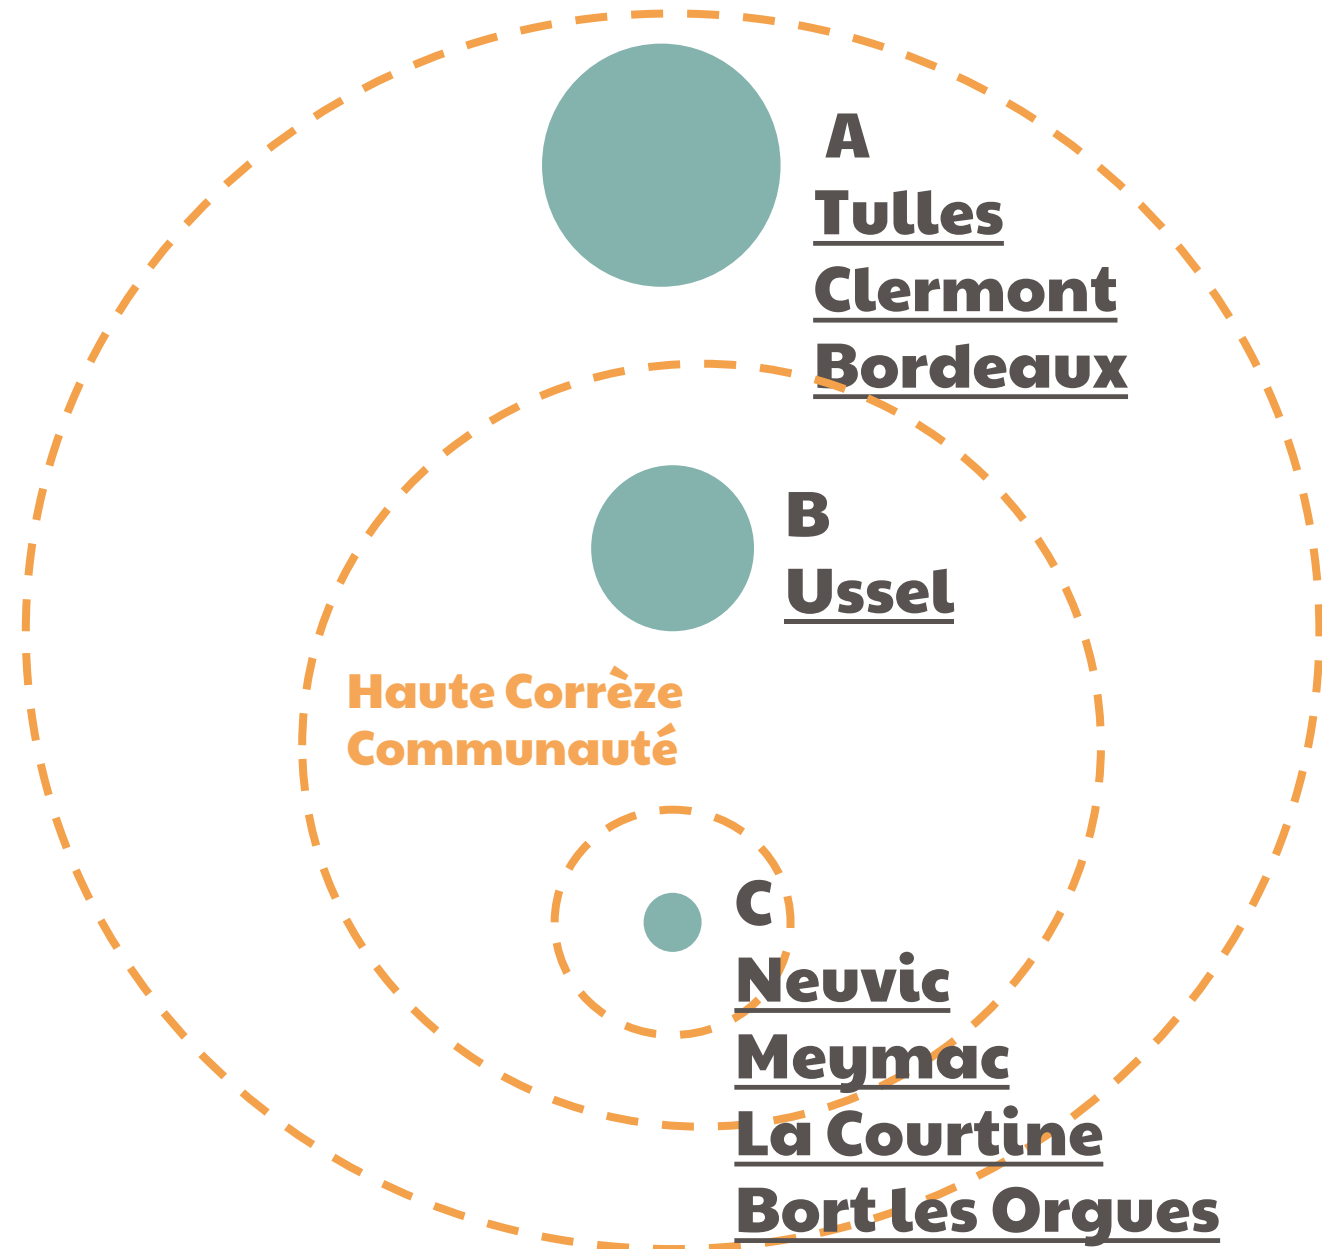 A
Tulles
Clermont
Bordeaux
B
Ussel
Haute Corrèze
Communauté
C
Neuvic
Meymac
La Courtine
Bort les Orgues